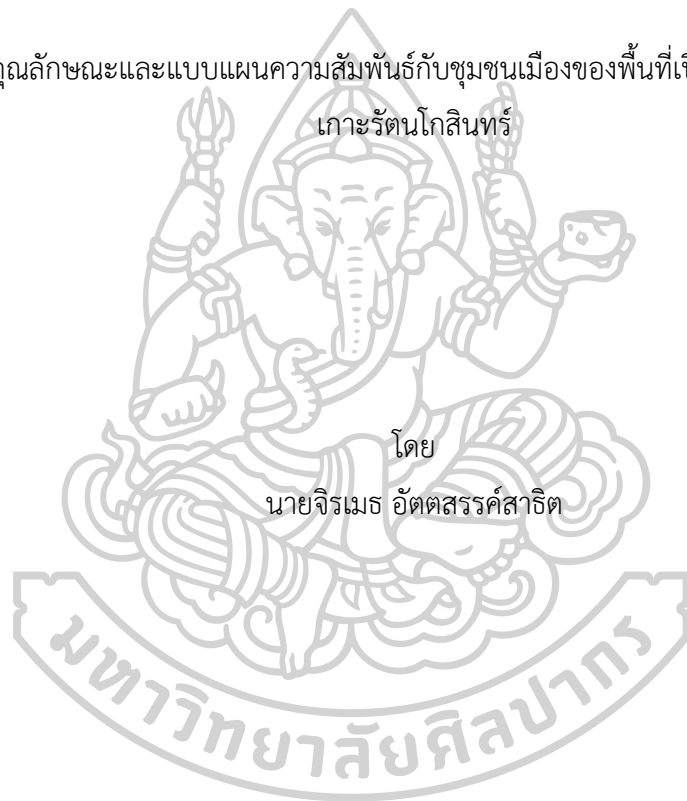 คุณลักษณะและแบบแผนความสัมพันธ์กับชุมชนเมืองของพื้นที่
เกาะรัตนโกสินทร์
โดย
นายจิรเมธ อัตตสรรค์สาธิต
มหาวิทยาลัยศิลปากร